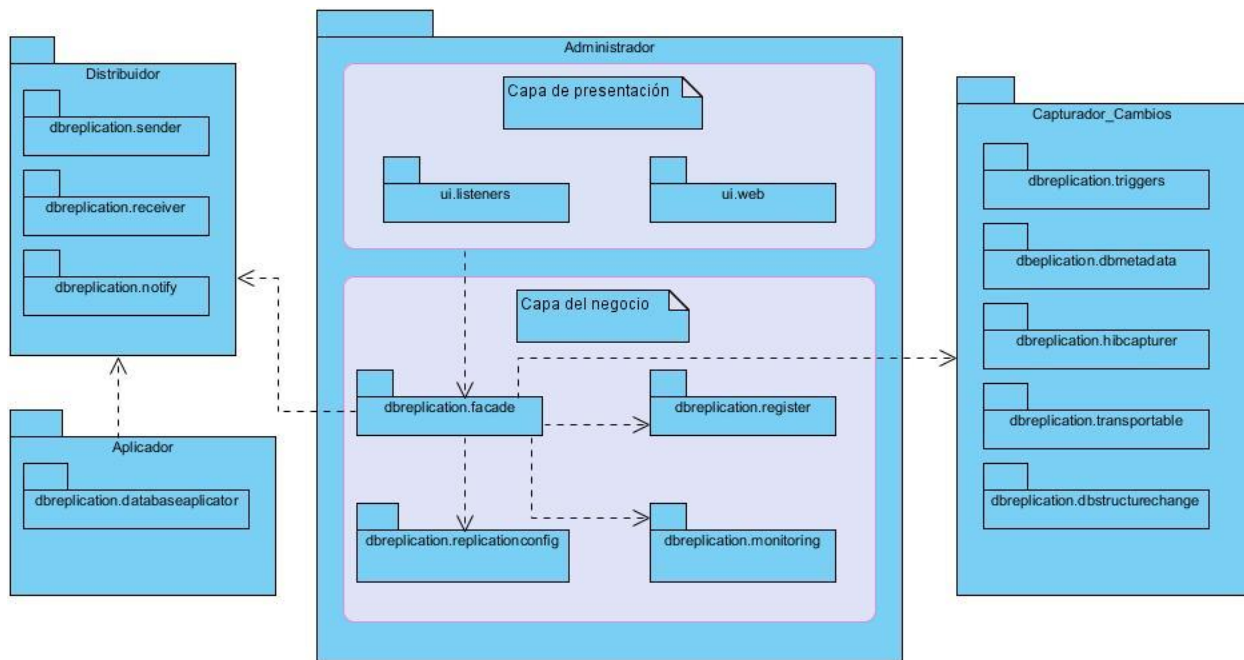 Distribuidor
dbreplication.sender
dbreplication.receiver
dbreplication.notify
Aplicador
dbreplication.databaseaplicator
Administrador
Capa de presentación
ui.listeners
ui.web
Capa del negocio
dbreplication.facade
dbreplication.register
dbreplication.replicationconfig
dbreplication.monitoring
Capturador_Cambios
dbreplication.triggers
dbeplication.dbmetadata
dbreplication.hibcapturer
dbreplication.transportable
dbreplication.dbstructurechange